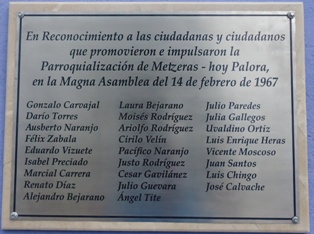 En Reconocimiento a las ciudadanas y ciudadanos
que promovieron e impulsaron la
Parroquialización de Metzeras - hoy Palora,
en la Magna Asamblea del 14 de febrero de 1967
Gonzalo Carvajal
Darío Torres
Ausberto Naranjo
Félix Zabala
Eduardo Vizuete
Isabel Preciado
Marcial Carrera
Renato Díaz
Alejandro Bejarano
Laura Bejarano
Moisés Rodríguez
Ariolfo Rodríguez
Cirilo Velín
Pacífico Naranjo
Justo Rodríguez
Cesar Gavilánez
Julio Guevara
Ángel Tite
Julio Paredes
Julia Gallegos
Uvaldino Ortiz
Luis Enrique Heras
Vicente Moscoso
Juan Santos
Luis Chingo
José Calvache